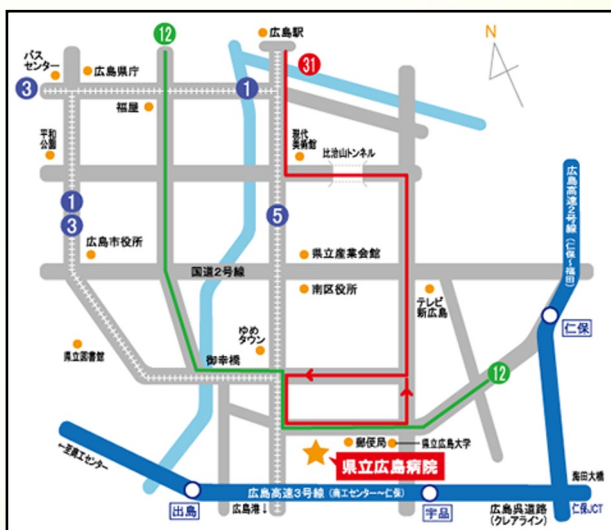 12
広島駅
N
バス
センター
広島県庁
31
3
1
福屋
平和
公園
現代
美術館
比治山トンネル
1
3
5
広島高速2号線(仁保〜福田)
広島市役所
県立産業会館
国道2号線
南区役所
テレビ
新広島
仁保
ゆめ
タウン
県立図書館
御幸橋
12
郵便局
県立広島大学
県立広島病院
←至商工センター
海田大橋
出島
広島高速3号線(商工センター〜仁保)
宇品
広島港↓
広島呉道路
(クレアライン)
仁保JCT